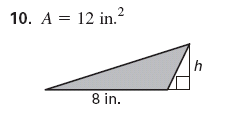 10. A = 12 in.²
h
8 in.